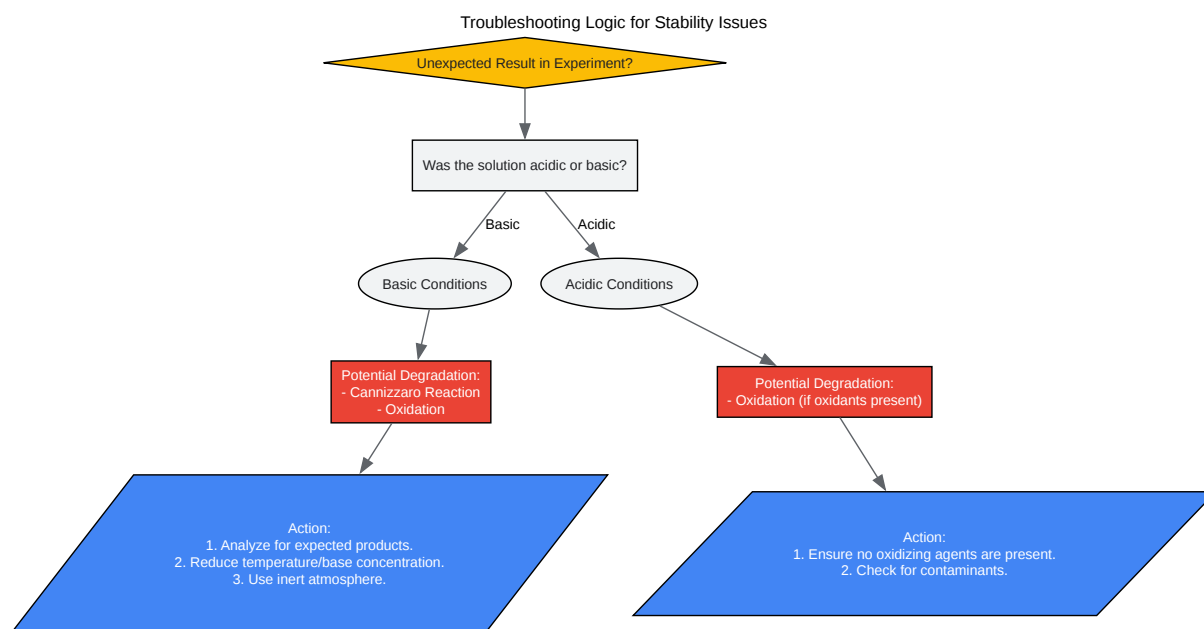 Troubleshooting Logic for Stability Issues
Unexpected Result in Experiment?
Was the solution acidic or basic?
Basic
Acidic
Basic Conditions
Acidic Conditions
Potential Degradation:
- Cannizzaro Reaction
- Oxidation
Potential Degradation:
- Oxidation (if oxidants present)
Action:
1. Analyze for expected products.
2. Reduce temperature/base concentration.
3. Use inert atmosphere.
Action:
1. Ensure no oxidizing agents are present.
2. Check for contaminants.